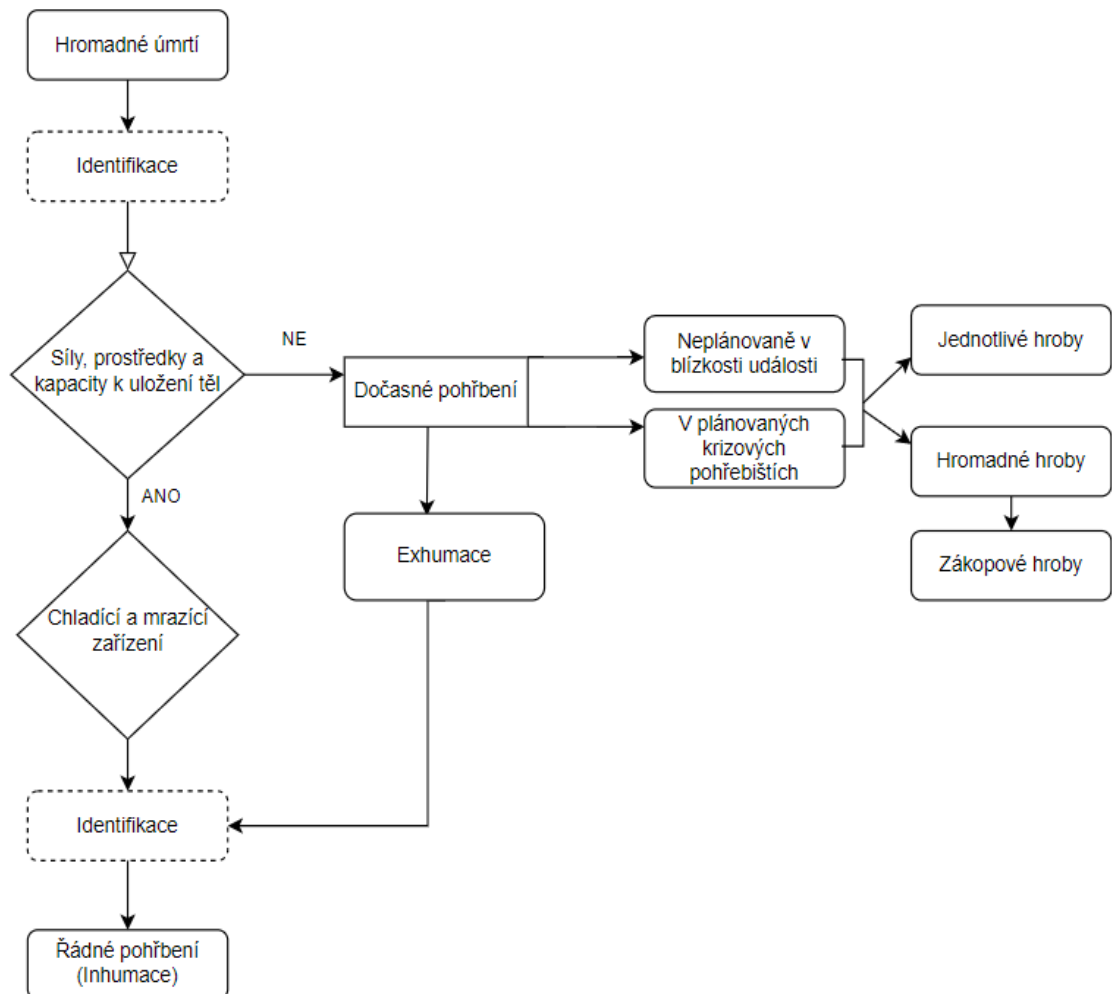 Hromadné úmrtí
Identifikace
Síly, prostředky a
kapacity k uložení těl
NE
ANO
Dočasné pohřbení
Neplánovaně v
blízkosti události
V plánovaných
krizových
pohřebištích
Jednotlivé hroby
Hromadné hroby
Zákopové hroby
Exhumace
Chladící a mrazící
zařízení
Identifikace
Řádné pohřbení
(Inhumace)